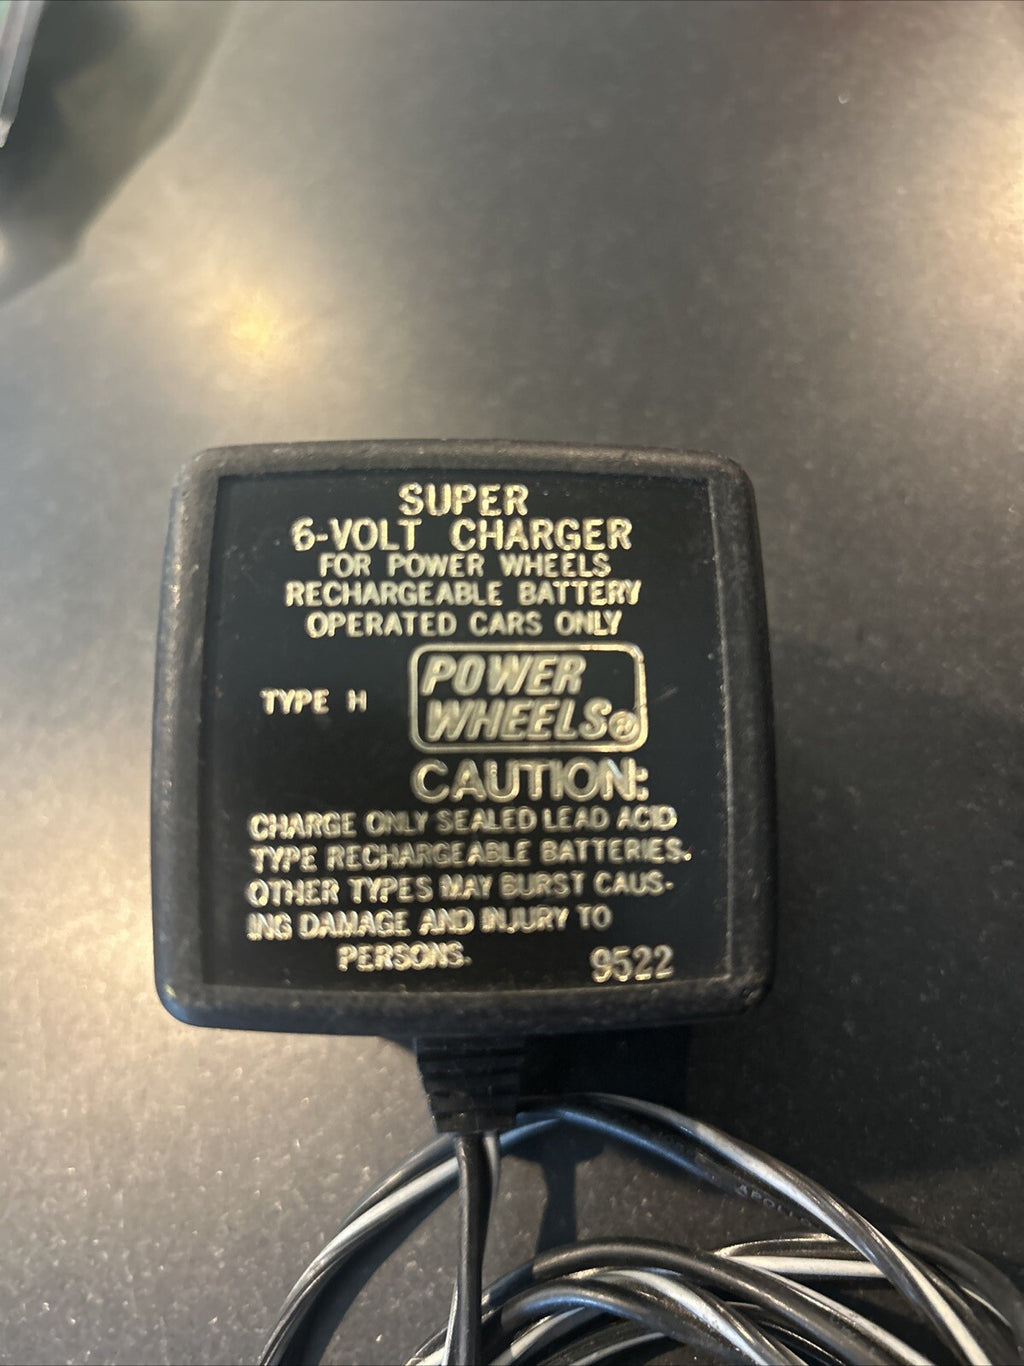 SUPER
6-VOLT CHARGER
FOR POWER WHEELS
RECHARGEABLE BATTERY
OPERATED CARS ONLY
TYPE H
POWER
WHEELS®
CAUTION:
CHARGE ONLY SEALED LEAD ACID
TYPE RECHARGEABLE BATTERIES.
OTHER TYPES MAY BURST CAUS-
ING DAMAGE AND INJURY TO
PERSONS.
9522